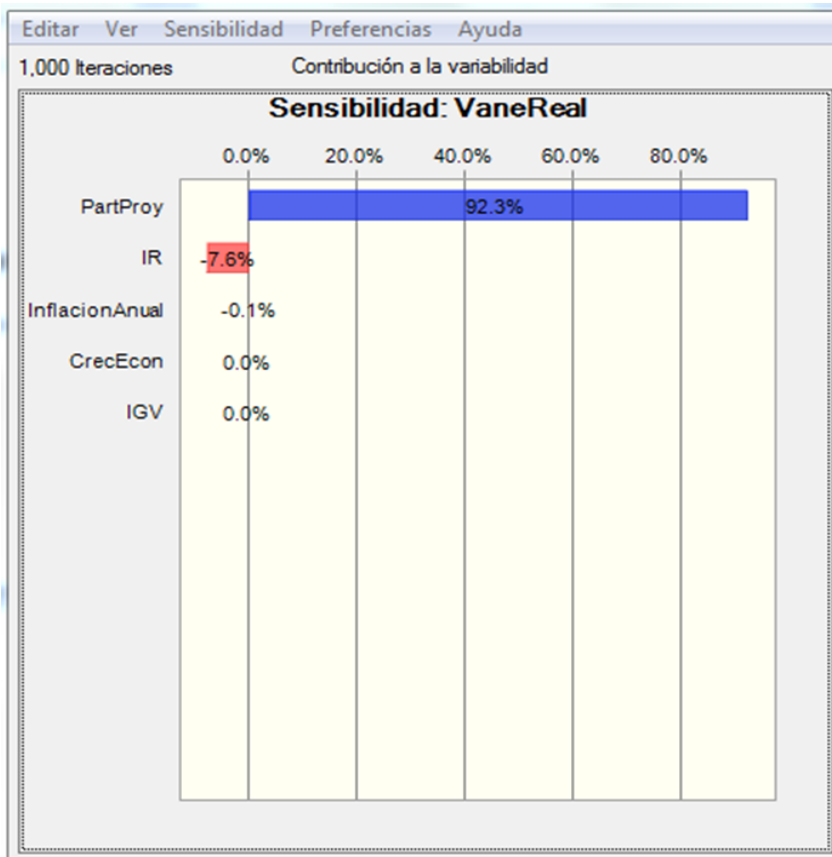 Editar Ver Sensibilidad Preferencias Ayuda
1,000 Iteraciones Contribución a la variabilidad
Sensibilidad: VaneReal
0.0% 20.0% 40.0% 60.0% 80.0%
PartProy 92.3%
IR -7.6%
InflacionAnual -0.1%
CrecEcon 0.0%
IGV 0.0%